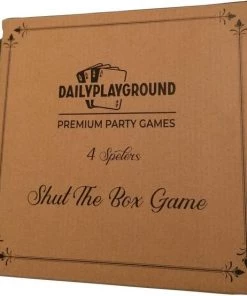 DAILYPLAYGROUND
PREMIUM PARTY GAMES
4 Spelers
Shut The Box Game